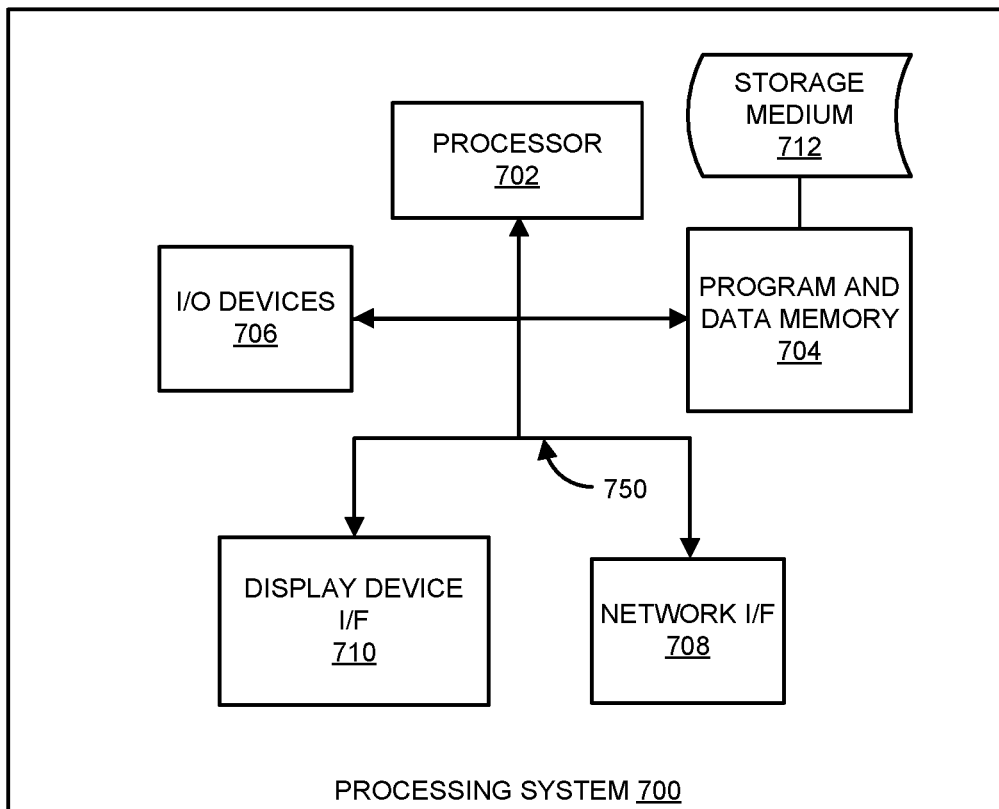 STORAGE
MEDIUM
712
PROCESSOR
702
I/O DEVICES
706
PROGRAM AND
DATA MEMORY
704
750
DISPLAY DEVICE
I/F
710
NETWORK I/F
708
PROCESSING SYSTEM 700